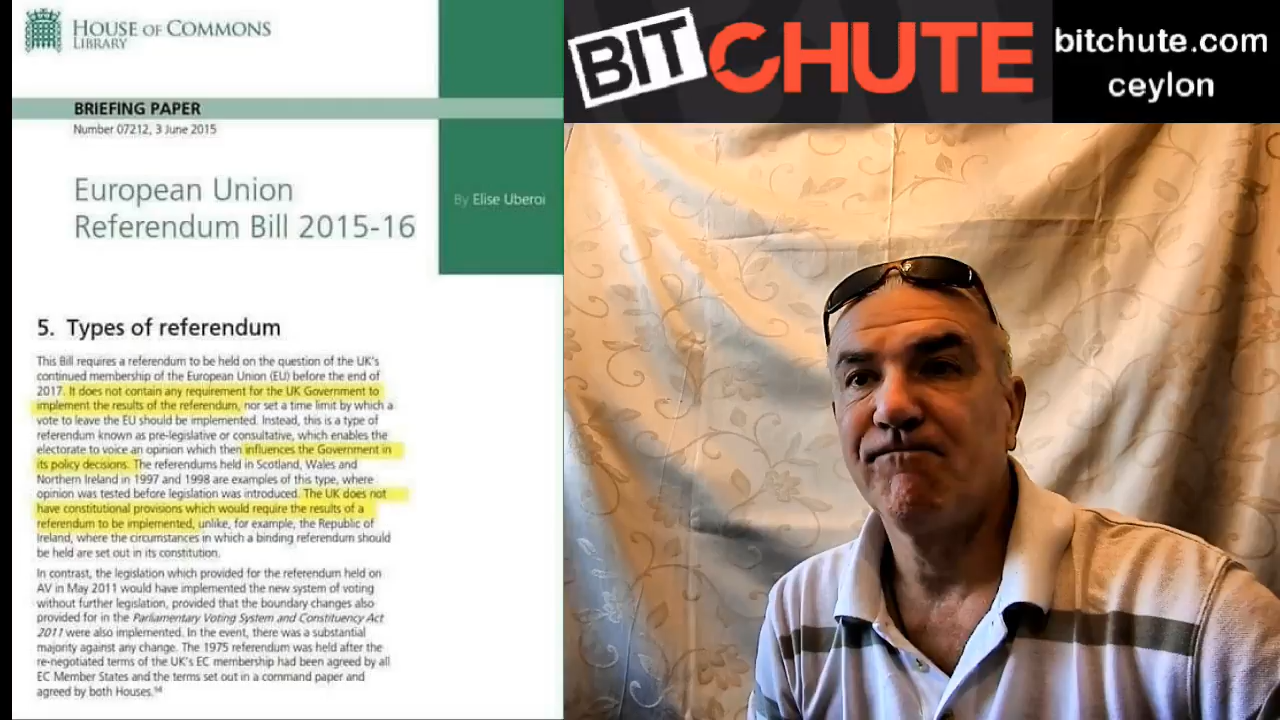 HOUSE OF COMMONS
LIBRARY
BRIEFING PAPER
Number 07212, 3 June 2015
European Union
Referendum Bill 2015-16
By Elise Uberoi
5. Types of referendum
This Bill requires a referendum to be held on the question of the UK's
continued membership of the European Union (EU) before the end of
2017. It does not contain any requirement for the UK Government to
implement the results of the referendum, nor set a time limit by which a
vote to leave the EU should be implemented. Instead, this is a type of
referendum known as pre-legislative or consultative, which enables the
electorate to voice an opinion which then influences the Government in
its policy decisions. The referendums held in Scotland, Wales and
Northern Ireland in 1997 and 1998 are examples of this type, where
opinion was tested before legislation was introduced. The UK does not
have constitutional provisions which would require the results of a
referendum to be implemented, unlike, for example, the Republic of
Ireland, where the circumstances in which a binding referendum should
be held are set out in its constitution.
In contrast, the legislation which provided for the referendum held on
AV in May 2011 would have implemented the new system of voting
without further legislation, provided that the boundary changes also
provided for in the Parliamentary Voting System and Constituency Act
2011 were also implemented. In the event, there was a substantial
majority against any change. The 1975 referendum was held after the
re-negotiated terms of the UK's EC membership had been agreed by all
EC Member States and the terms set out in a command paper and
agreed by both Houses.
BITCHUTE
bitchute.com
ceylon